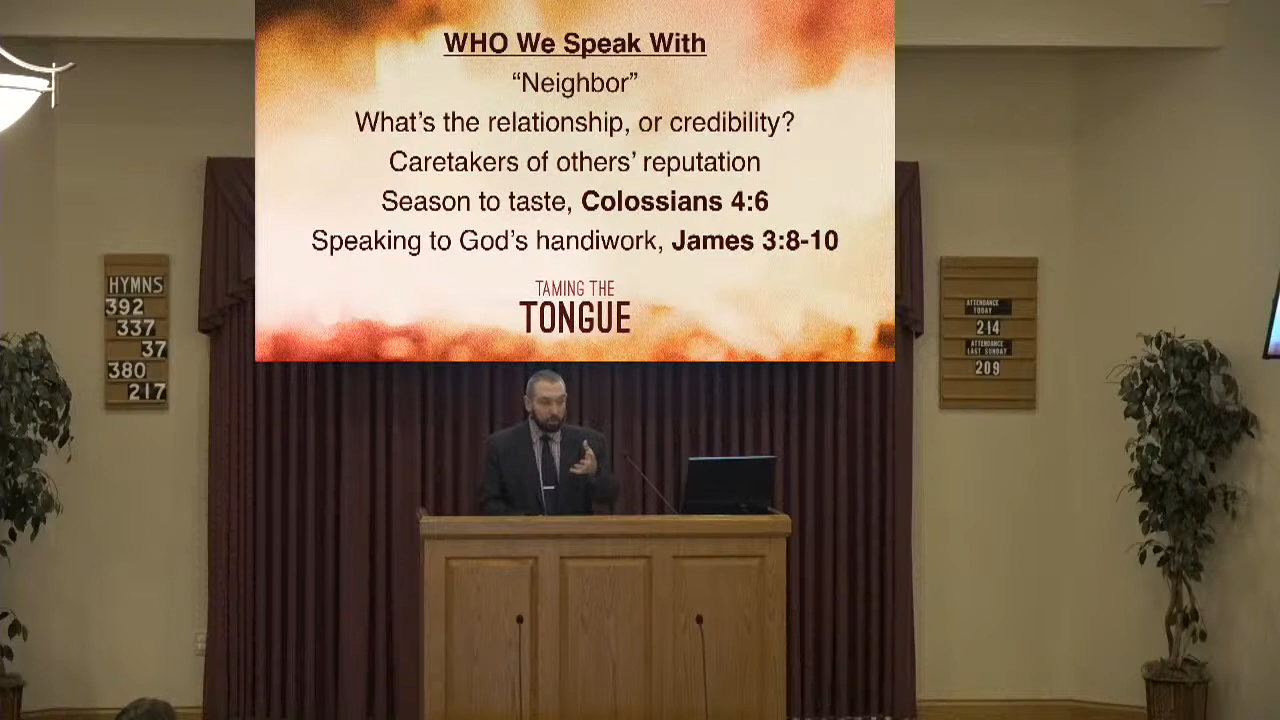 WHO We Speak With
“Neighbor”
What’s the relationship, or credibility?
Caretakers of others’ reputation
Season to taste, Colossians 4:6
Speaking to God’s handiwork, James 3:8-10
TAMING THE
TONGUE
HYMNS
392
337
37
380
217
ATTENDANCE
TODAY
214
ATTENDANCE
LAST SUNDAY
209